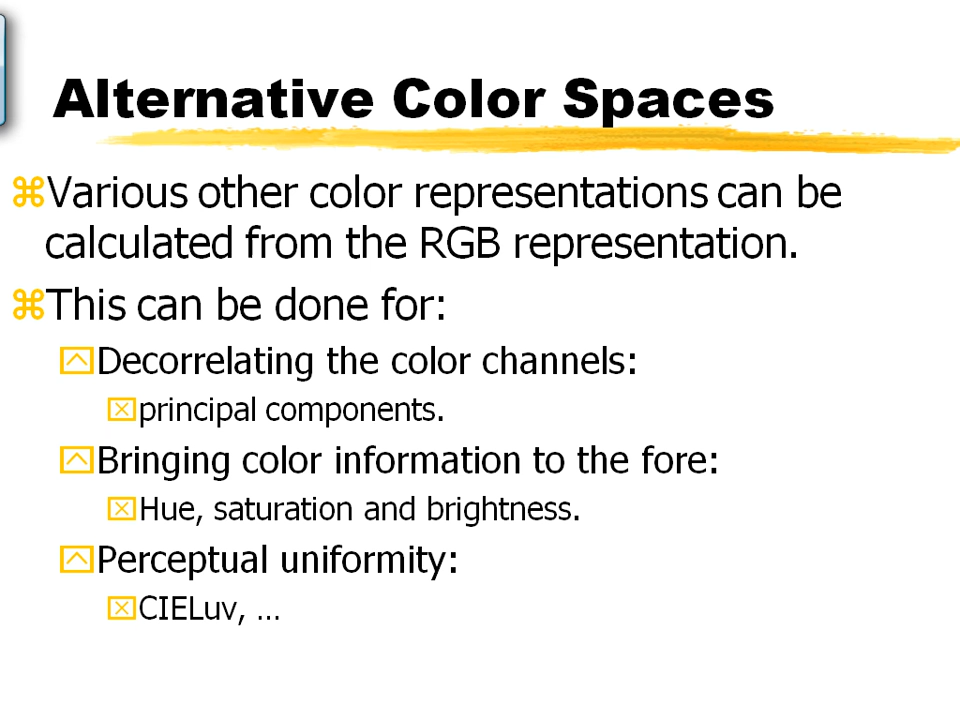 Alternative Color Spaces
Various other color representations can be
calculated from the RGB representation.
This can be done for:
Decorrelating the color channels:
principal components.
Bringing color information to the fore:
Hue, saturation and brightness.
Perceptual uniformity:
CIELuv, ...